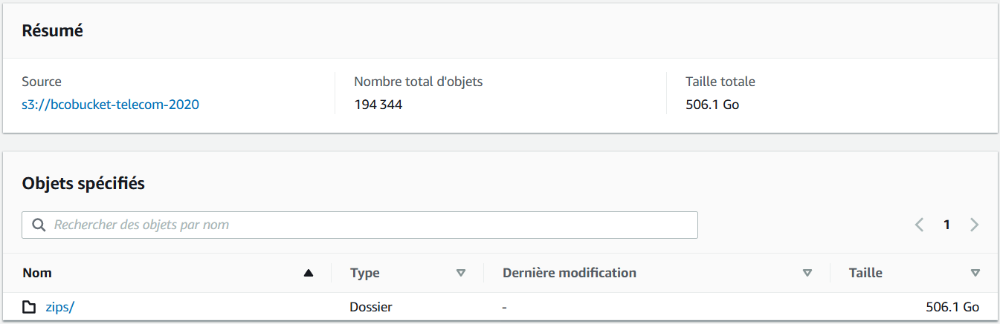 Résumé
Source
Nombre total d'objets
Taille totale
s3://bcobucket-telecom-2020
194 344
506.1 Go
Objets spécifiés
Rechercher des objets par nom
1
Nom Type Dernière modification Taille
zips/ Dossier - 506.1 Go